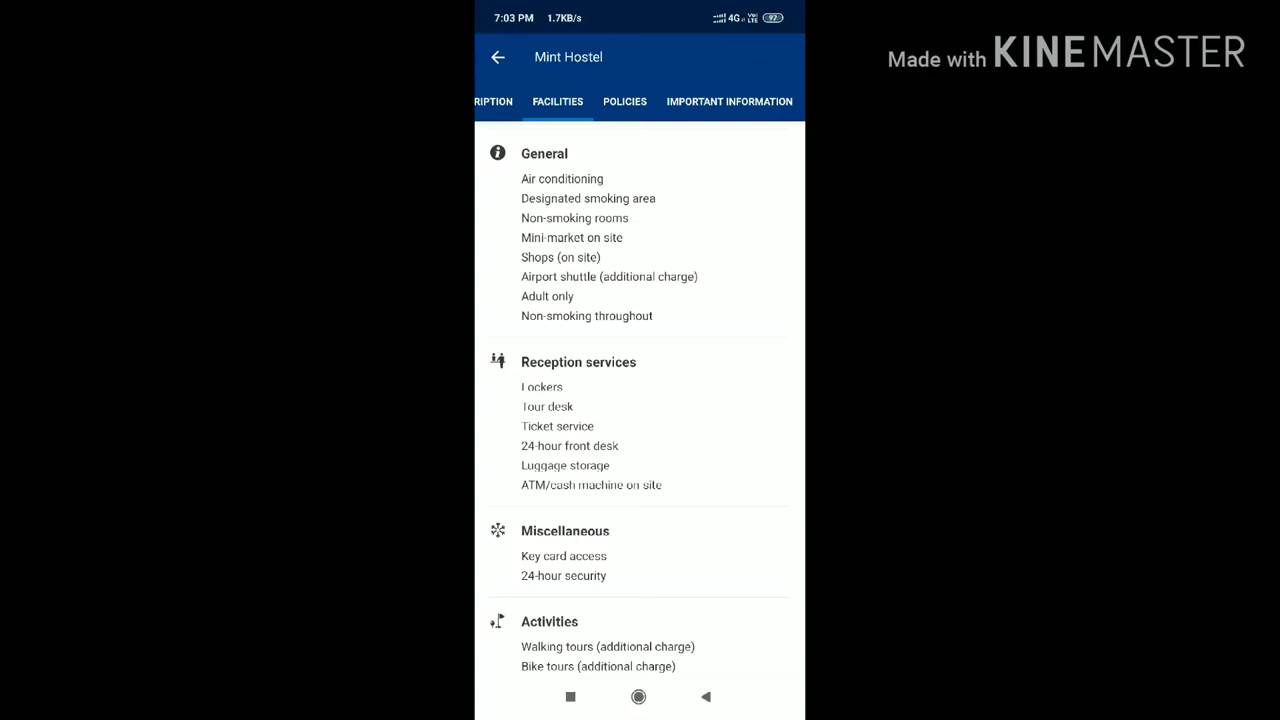 7:03 PM 1.7KB/s 4G Vo LTE 97
Made with KINEMASTER
Mint Hostel
RIPTION FACILITIES POLICIES IMPORTANT INFORMATION
General
Air conditioning
Designated smoking area
Non-smoking rooms
Mini-market on site
Shops (on site)
Airport shuttle (additional charge)
Adult only
Non-smoking throughout
Reception services
Lockers
Tour desk
Ticket service
24-hour front desk
Luggage storage
ATM/cash machine on site
Miscellaneous
Key card access
24-hour security
Activities
Walking tours (additional charge)
Bike tours (additional charge)